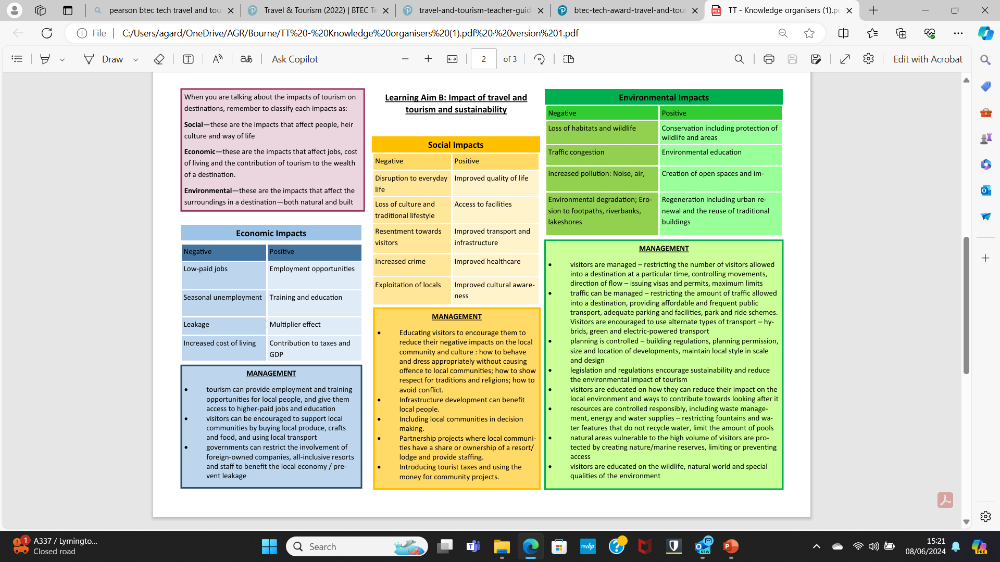 pearson btec tech travel and tou
Travel & Tourism (2022) | BTEC Te
travel-and-tourism-teacher-guid
btec-tech-award-travel-and-tour
TT - Knowledge organisers (1).pc
File
C:/Users/agard/OneDrive/AGR/Bourne/TT%20-%20Knowledge%20organisers%20(1).pdf%20·%20version%201.pdf
Draw
Ask Copilot
2 of 3
Edit with Acrobat
When you are talking about the impacts of tourism on
destinations, remember to classify each impacts as:
Social—these are the impacts that affect people, heir
culture and way of life
Economic—these are the impacts that affect jobs, cost
of living and the contribution of tourism to the wealth
of a destination.
Environmental—these are the impacts that affect the
surroundings in a destination—both natural and built
Economic Impacts
Negative Positive
Low-paid jobs Employment opportunities
Seasonal unemployment Training and education
Leakage Multiplier effect
Increased cost of living Contribution to taxes and
GDP
MANAGEMENT
• tourism can provide employment and training
opportunities for local people, and give them
access to higher-paid jobs and education
• visitors can be encouraged to support local
communities by buying local produce, crafts
and food, and using local transport
• governments can restrict the involvement of
foreign-owned companies, all-inclusive resorts
and staff to benefit the local economy / pre-
vent leakage
Learning Aim B: Impact of travel and
tourism and sustainability
Social Impacts
Negative Positive
Disruption to everyday Improved quality of life
life
Loss of culture and Access to facilities
traditional lifestyle
Resentment towards Improved transport and
visitors infrastructure
Increased crime Improved healthcare
Exploitation of locals Improved cultural aware-
ness
MANAGEMENT
• Educating visitors to encourage them to
reduce their negative impacts on the local
community and culture : how to behave
and dress appropriately without causing
offence to local communities; how to show
respect for traditions and religions; how to
avoid conflict.
• Infrastructure development can benefit
local people.
• Including local communities in decision
making.
• Partnership projects where local communi-
ties have a share or ownership of a resort/
lodge and provide staffing.
• Introducing tourist taxes and using the
money for community projects.
Environmental Impacts
Negative Positive
Loss of habitats and wildlife Conservation including protection of
wildlife and areas
Traffic congestion Environmental education
Increased pollution: Noise, air, Creation of open spaces and im-
Environmental degradation; Ero- Regeneration including urban re-
sion to footpaths, riverbanks, newal and the reuse of traditional
lakeshores buildings
MANAGEMENT
• visitors are managed – restricting the number of visitors allowed
into a destination at a particular time, controlling movements,
direction of flow – issuing visas and permits, maximum limits
• traffic can be managed – restricting the amount of traffic allowed
into a destination, providing affordable and frequent public
transport, adequate parking and facilities, park and ride schemes.
Visitors are encouraged to use alternate types of transport – hy-
brids, green and electric-powered transport
• planning is controlled – building regulations, planning permission,
size and location of developments, maintain local style in scale
and design
• legislation and regulations encourage sustainability and reduce
the environmental impact of tourism
• visitors are educated on how they can reduce their impact on the
local environment and ways to contribute towards looking after it
• resources are controlled responsibly, including waste manage-
ment, energy and water supplies – restricting fountains and wa-
ter features that do not recycle water, limit the amount of pools
• natural areas vulnerable to the high volume of visitors are pro-
tected by creating nature/marine reserves, limiting or preventing
access
• visitors are educated on the wildlife, natural world and special
qualities of the environment
1
A337 / Lymingto...
Closed road
Search
myhp
NEW
15:21
08/06/2024
PRE